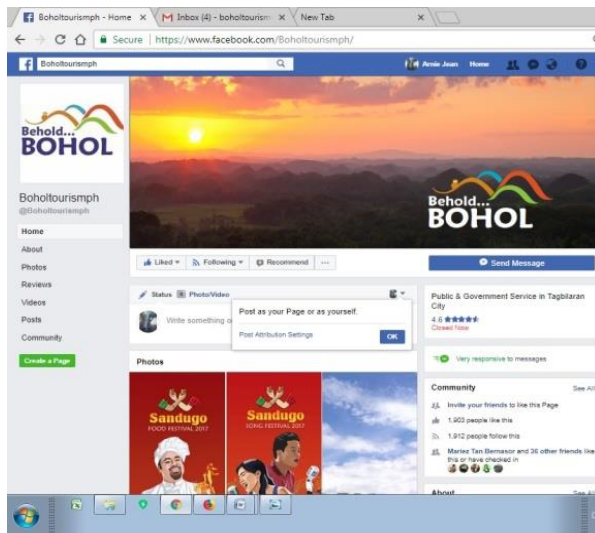 Boholtourismph - Home
Inbox (4) - boholtourism
New Tab
Secure | https://www.facebook.com/Boholtourismph/
Boholtourismph
Arnie Jean Home
Behold...
BOHOL
Behold...
BOHOL
Boholtourismph
@Boholtourismph
Home
About
Photos
Reviews
Videos
Posts
Community
Create a Page
Liked
Following
Recommend
Send Message
Status
Photo/Video
Write something
Post as your Page or as yourself.
Post Attribution Settings
OK
Photos
Sandugo
FOOD FESTIVAL 2017
Sandugo
SONG FESTIVAL 2017
Public & Government Service in Tagbilaran
City
4.6
Closed Now
Very responsive to messages
Community
See All
Invite your friends to like this Page
1,903 people like this
1,912 people follow this
Mariez Tan Bernasor and 36 other friends like
this or have checked in
About
See All